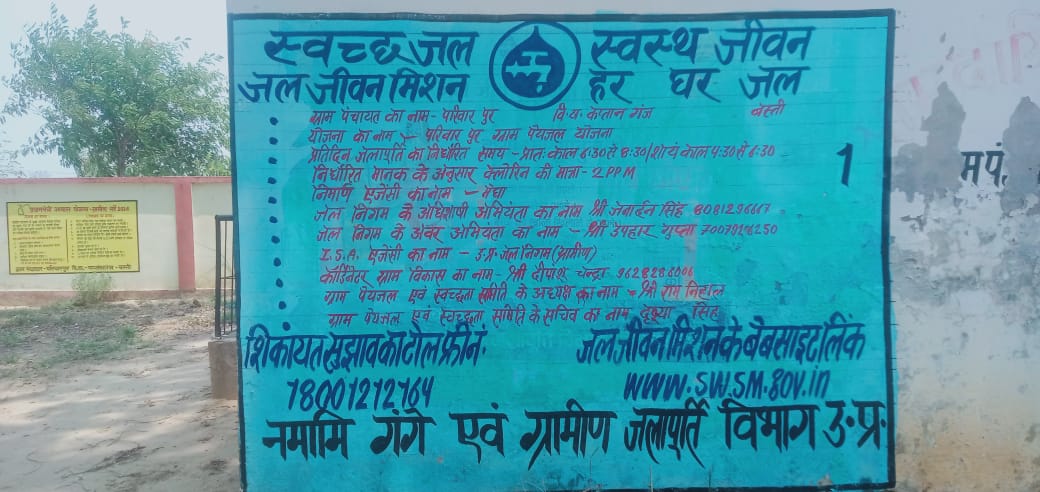 स्वच्छ जल स्वस्थ जीवन
जल जीवन मिशन हर घर जल
ग्राम पंचायत का नाम - परिवार पुर वि.ख. कप्तान गंज बस्ती
योजना का नाम - परिवार पुर ग्राम पेयजल योजना
प्रतिदिन जलापूर्ति का निर्धारित समय - प्रातः काल 6:30 से 8:30/शायं काल 4:30 से 6:30
निर्धारित मानक के अनुसार क्लोरिन की मात्रा - 2 PPM
निर्माण एजेंसी का नाम - मेघा
जल निगम के अधिशाषी अभियंता का नाम श्री जनार्दन सिंह
जल निगम के अवर अभियंता का नाम - श्री उपहार गुप्ता
I.S.A. एजेंसी का नाम - उ.प्र. जल निगम (ग्रामीण)
कॉर्डिनेटर ग्राम विकास का नाम - श्री दीपांश चन्द्रा 9628286006
ग्राम पेयजल एवं स्वच्छता समिति के अध्यक्ष का नाम - श्री राम निहाल
ग्राम पेयजल एवं स्वच्छता समिति के सचिव का नाम सिंह
1
शिकायत सुझाव का टोल फ्री नं.
18001212164
जल जीवन मिशन के बेबसाइट लिंक
www.swsm.gov.in
नमामि गंगे एवं ग्रामीण जलापूर्ति विभाग उ.प्र.
म.पं.